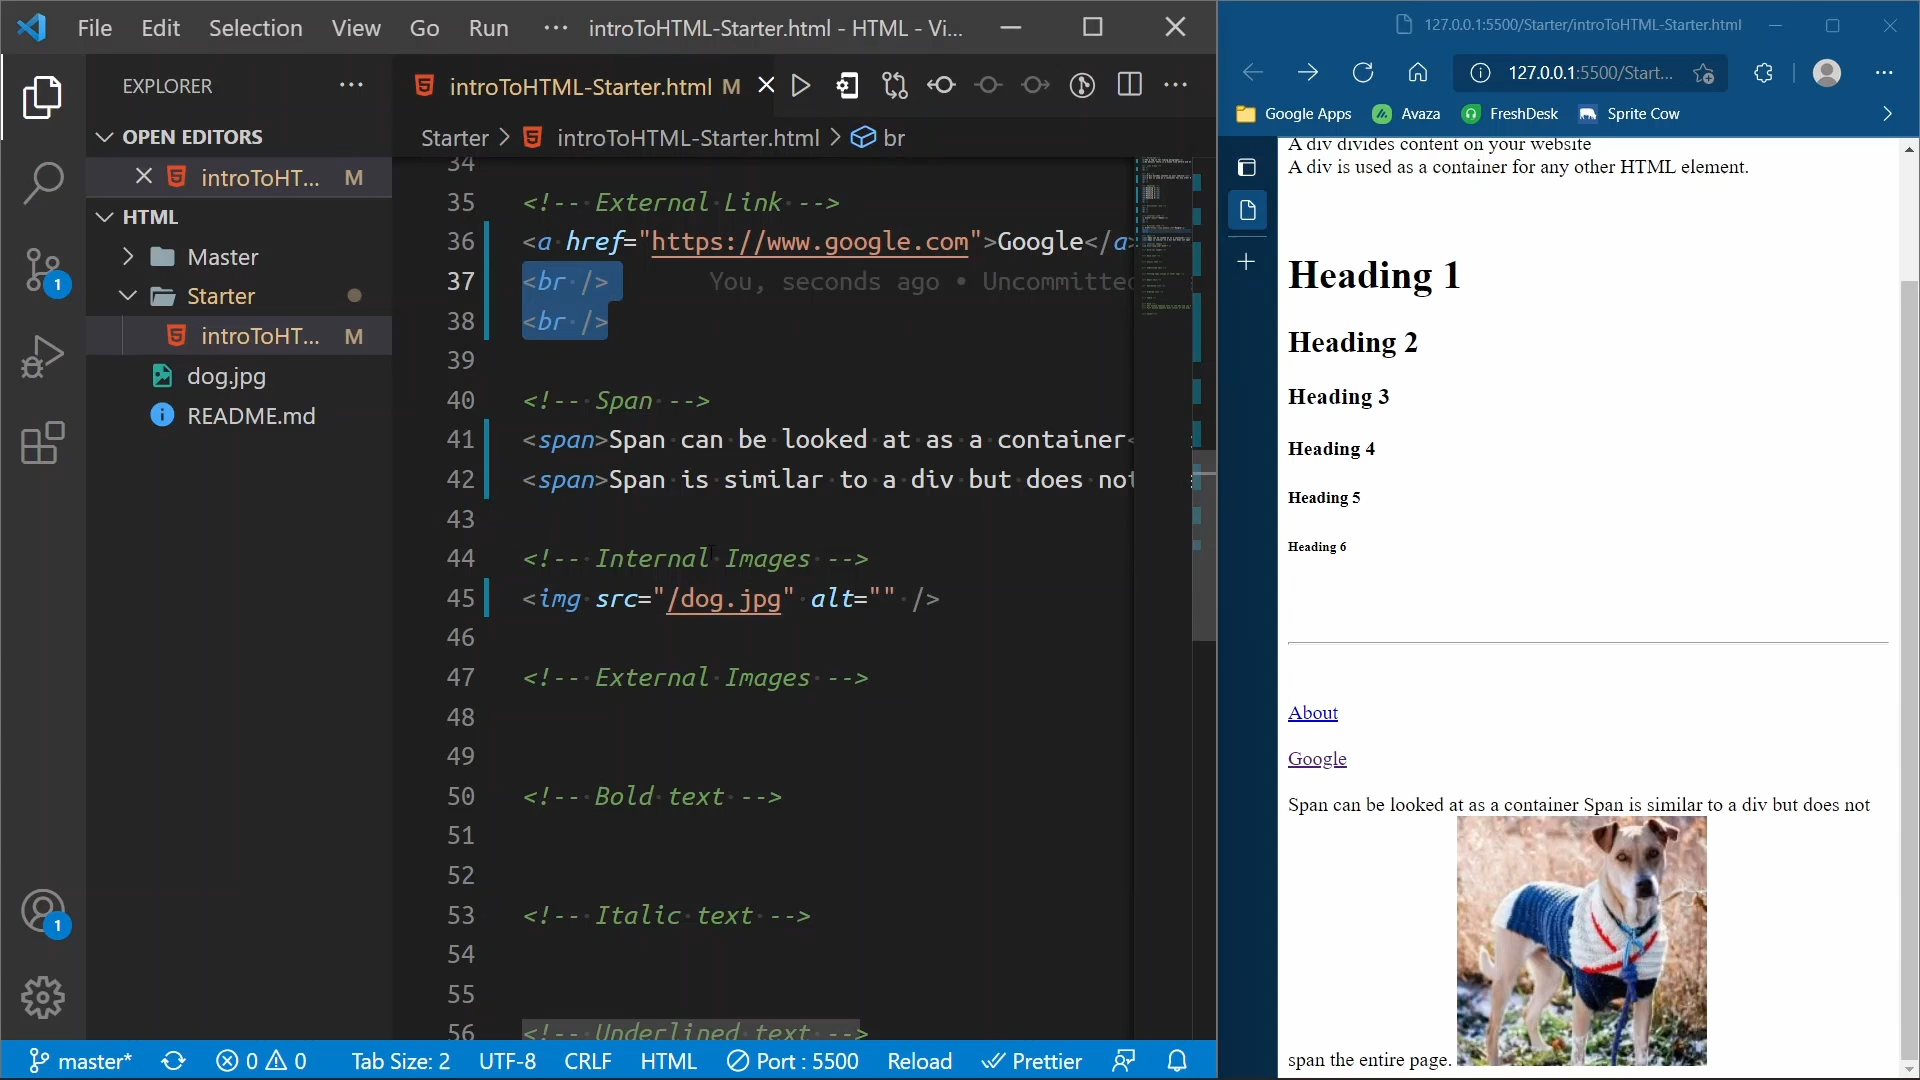 File Edit Selection View Go Run ··· introToHTML-Starter.html - HTML - Vi...
EXPLORER ···
OPEN EDITORS
introToHT... M
HTML
Master
Starter
introToHT... M
dog.jpg
README.md
1
1
introToHTML-Starter.html M
Starter > introToHTML-Starter.html > br
34
35 <!-- External Link -->
36 <a href="https://www.google.com">Google</a>
37 <br /> You, seconds ago • Uncommitted
38 <br />
39
40 <!-- Span -->
41 <span>Span can be looked at as a container<
42 <span>Span is similar to a div but does not
43
44 <!-- Internal Images -->
45 <img src="/dog.jpg" alt="" />
46
47 <!-- External Images -->
48
49
50 <!-- Bold text -->
51
52
53 <!-- Italic text -->
54
55
56 <!-- Underlined text -->
master* 0 0 Tab Size: 2 UTF-8 CRLF HTML Port : 5500 Reload Prettier
127.0.0.1:5500/Starter/introToHTML-Starter.html
127.0.0.1:5500/Start...
Google Apps Avaza FreshDesk Sprite Cow
A div divides content on your website
A div is used as a container for any other HTML element.
Heading 1
Heading 2
Heading 3
Heading 4
Heading 5
Heading 6
About
Google
Span can be looked at as a container Span is similar to a div but does not
span the entire page.